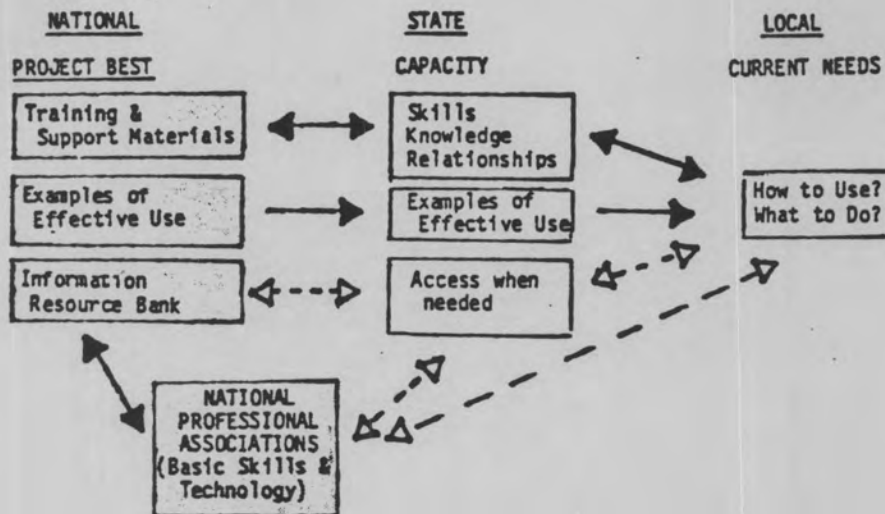 NATIONAL
STATE
LOCAL
PROJECT BEST
CAPACITY
CURRENT NEEDS
Training &
Support Materials
Skills
Knowledge
Relationships
Examples of
Effective Use
Examples of
Effective Use
How to Use?
What to Do?
Information
Resource Bank
Access when
needed
NATIONAL
PROFESSIONAL
ASSOCIATIONS
(Basic Skills &
Technology)